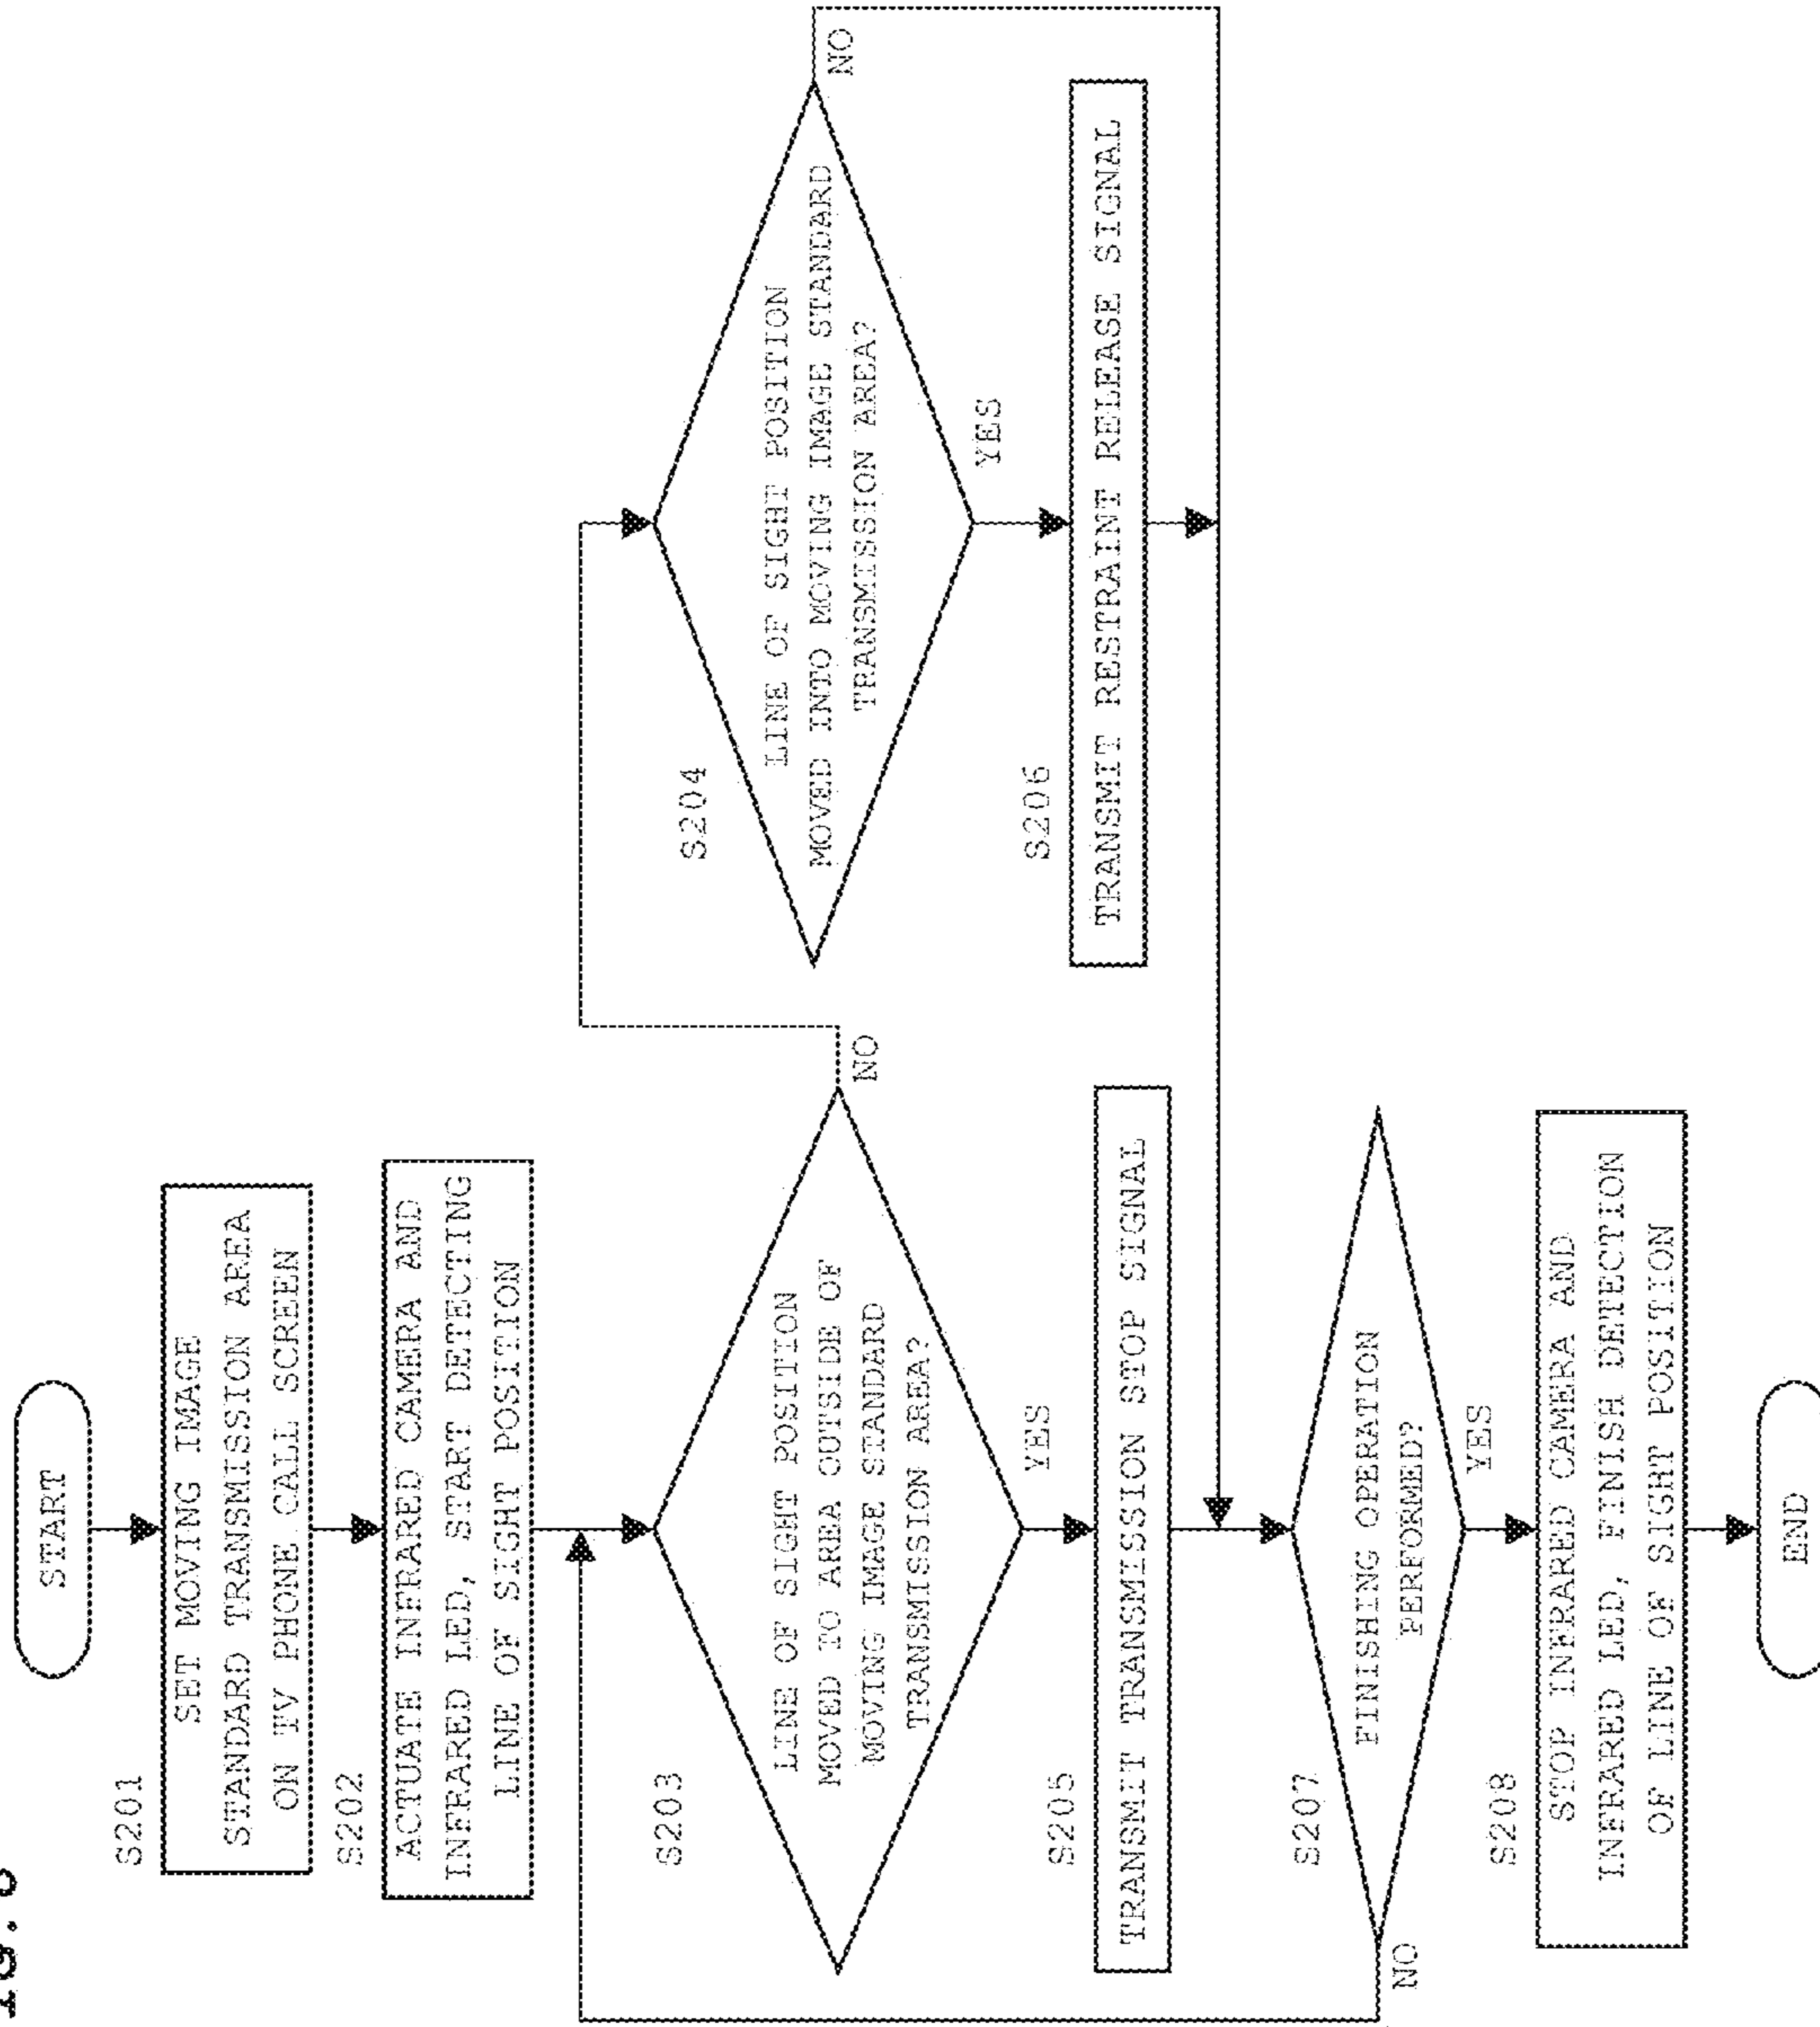 START
S201
SET MOVING IMAGE
STANDARD TRANSMISSION AREA
ON TV PHONE CALL SCREEN
S202
ACTUATE INFRARED CAMERA AND
INFRARED LED, START DETECTING
LINE OF SIGHT POSITION
S203
LINE OF SIGHT POSITION
MOVED TO AREA OUTSIDE OF
MOVING IMAGE STANDARD
TRANSMISSION AREA?
NO
YES
S204
LINE OF SIGHT POSITION
MOVED INTO MOVING IMAGE STANDARD
TRANSMISSION AREA?
NO
YES
S205
TRANSMIT TRANSMISSION STOP SIGNAL
S206
TRANSMIT RESTRAINT RELEASE SIGNAL
S207
FINISHING OPERATION
PERFORMED?
NO
YES
S208
STOP INFRARED CAMERA AND
INFRARED LED, FINISH DETECTION
OF LINE OF SIGHT POSITION
END